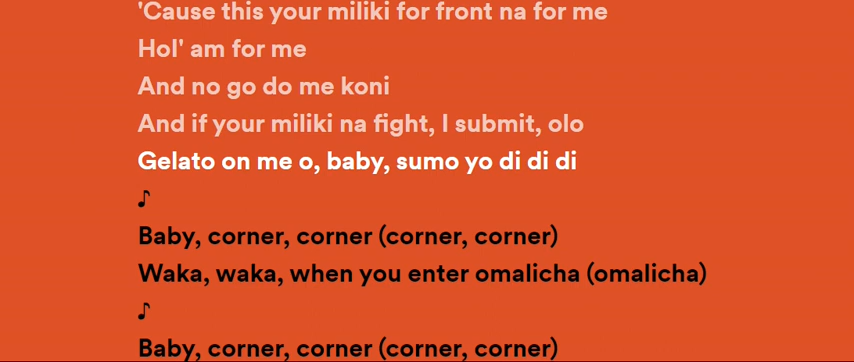 'Cause this your miliki for front na for me
Hol' am for me
And no go do me koni
And if your miliki na fight, I submit, olo
Gelato on me o, baby, sumo yo di di di
♪
Baby, corner, corner (corner, corner)
Waka, waka, when you enter omalicha (omalicha)
♪
Baby, corner, corner (corner, corner)